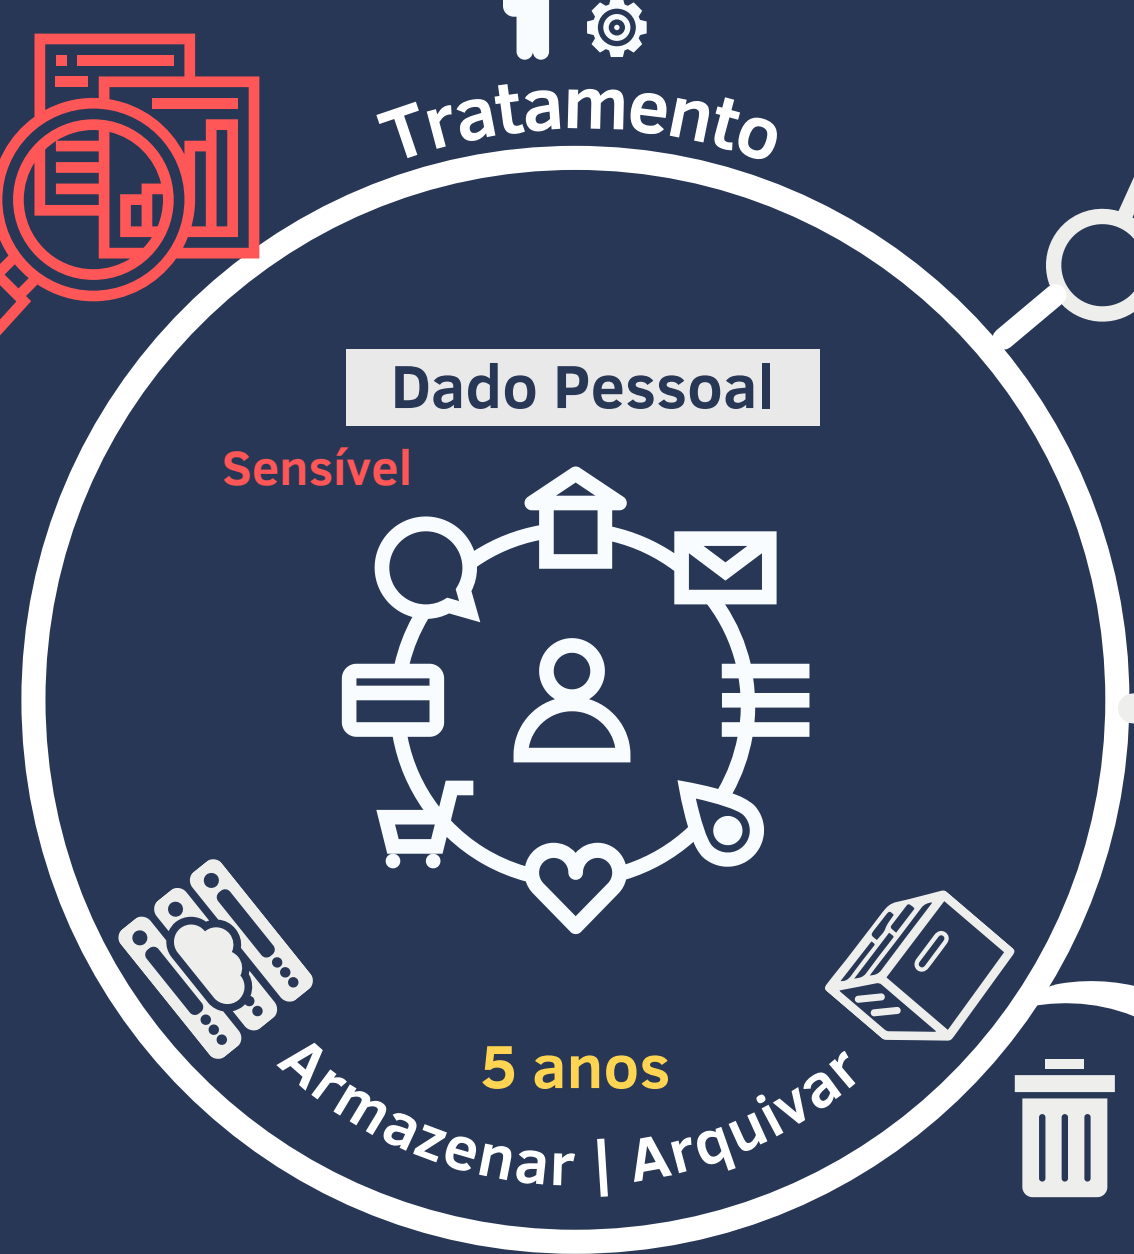 Tratamento
Dado Pessoal
Sensível
5 anos
Armazenar | Arquivar